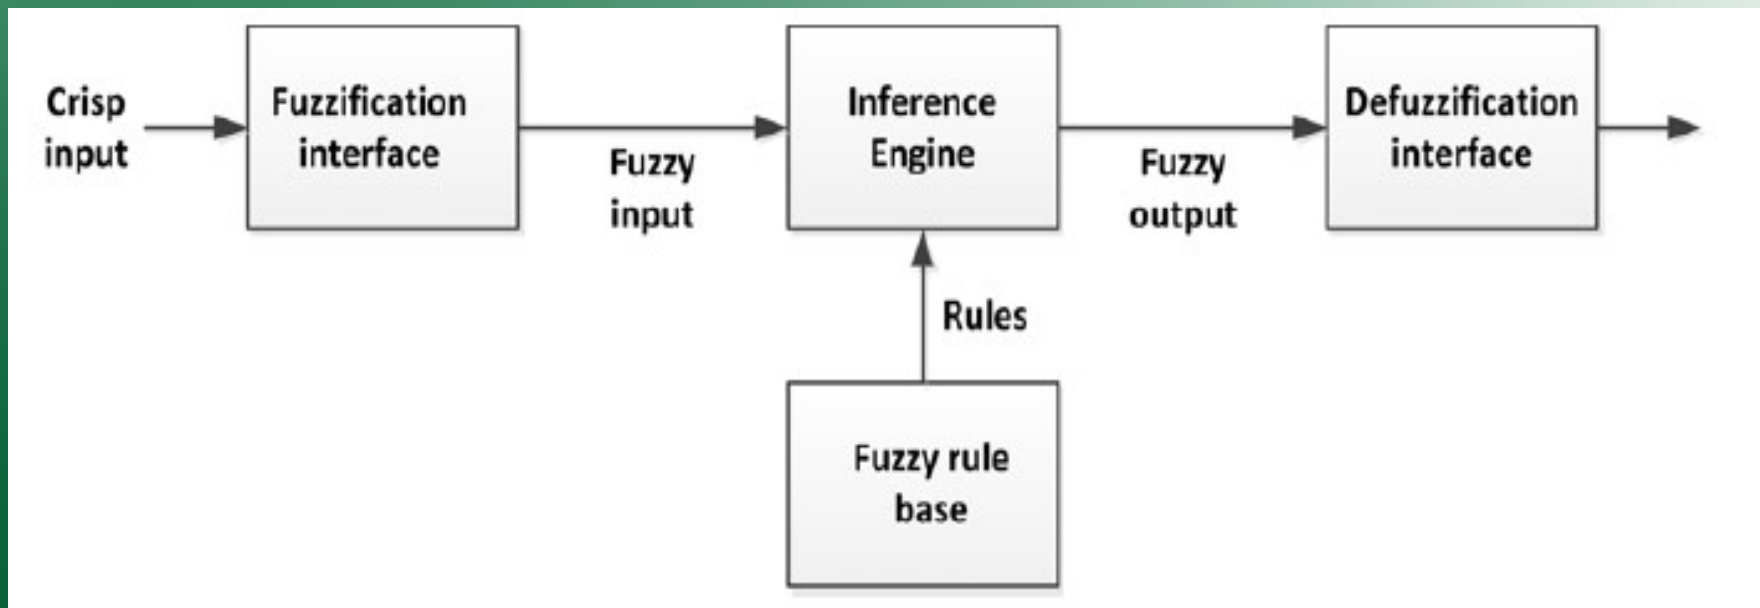 Crisp
input
Fuzzification
interface
Fuzzy
input
Inference
Engine
Fuzzy
output
Defuzzification
interface
Rules
Fuzzy rule
base